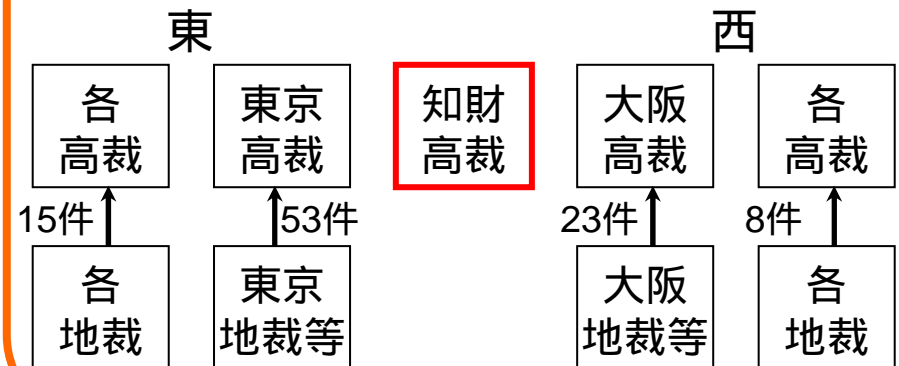 東
西
各
高裁
東京
高裁
知財
高裁
大阪
高裁
各
高裁
15件
53件
23件
8件
各
地裁
東京
地裁等
大阪
地裁等
各
地裁